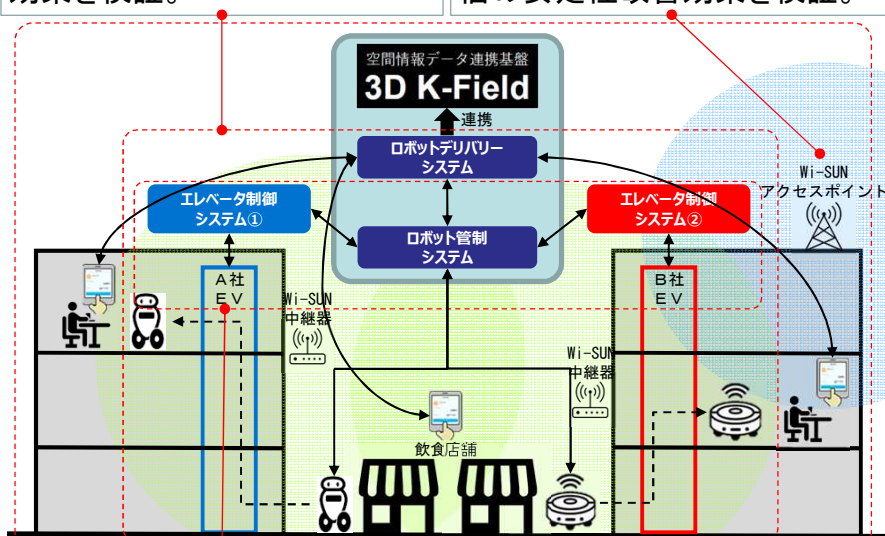 効果を検証。
信の安定性改善効果を検証。
空間情報データ連携基盤
3D K-Field
連携
ロボットデリバリー
システム
Wi-SUN
アクセスポイント
エレベータ制御
システム①
エレベータ制御
システム②
ロボット管制
システム
A社
EV
B社
EV
Wi-SUN
中継器
Wi-SUN
中継器
飲食店舗